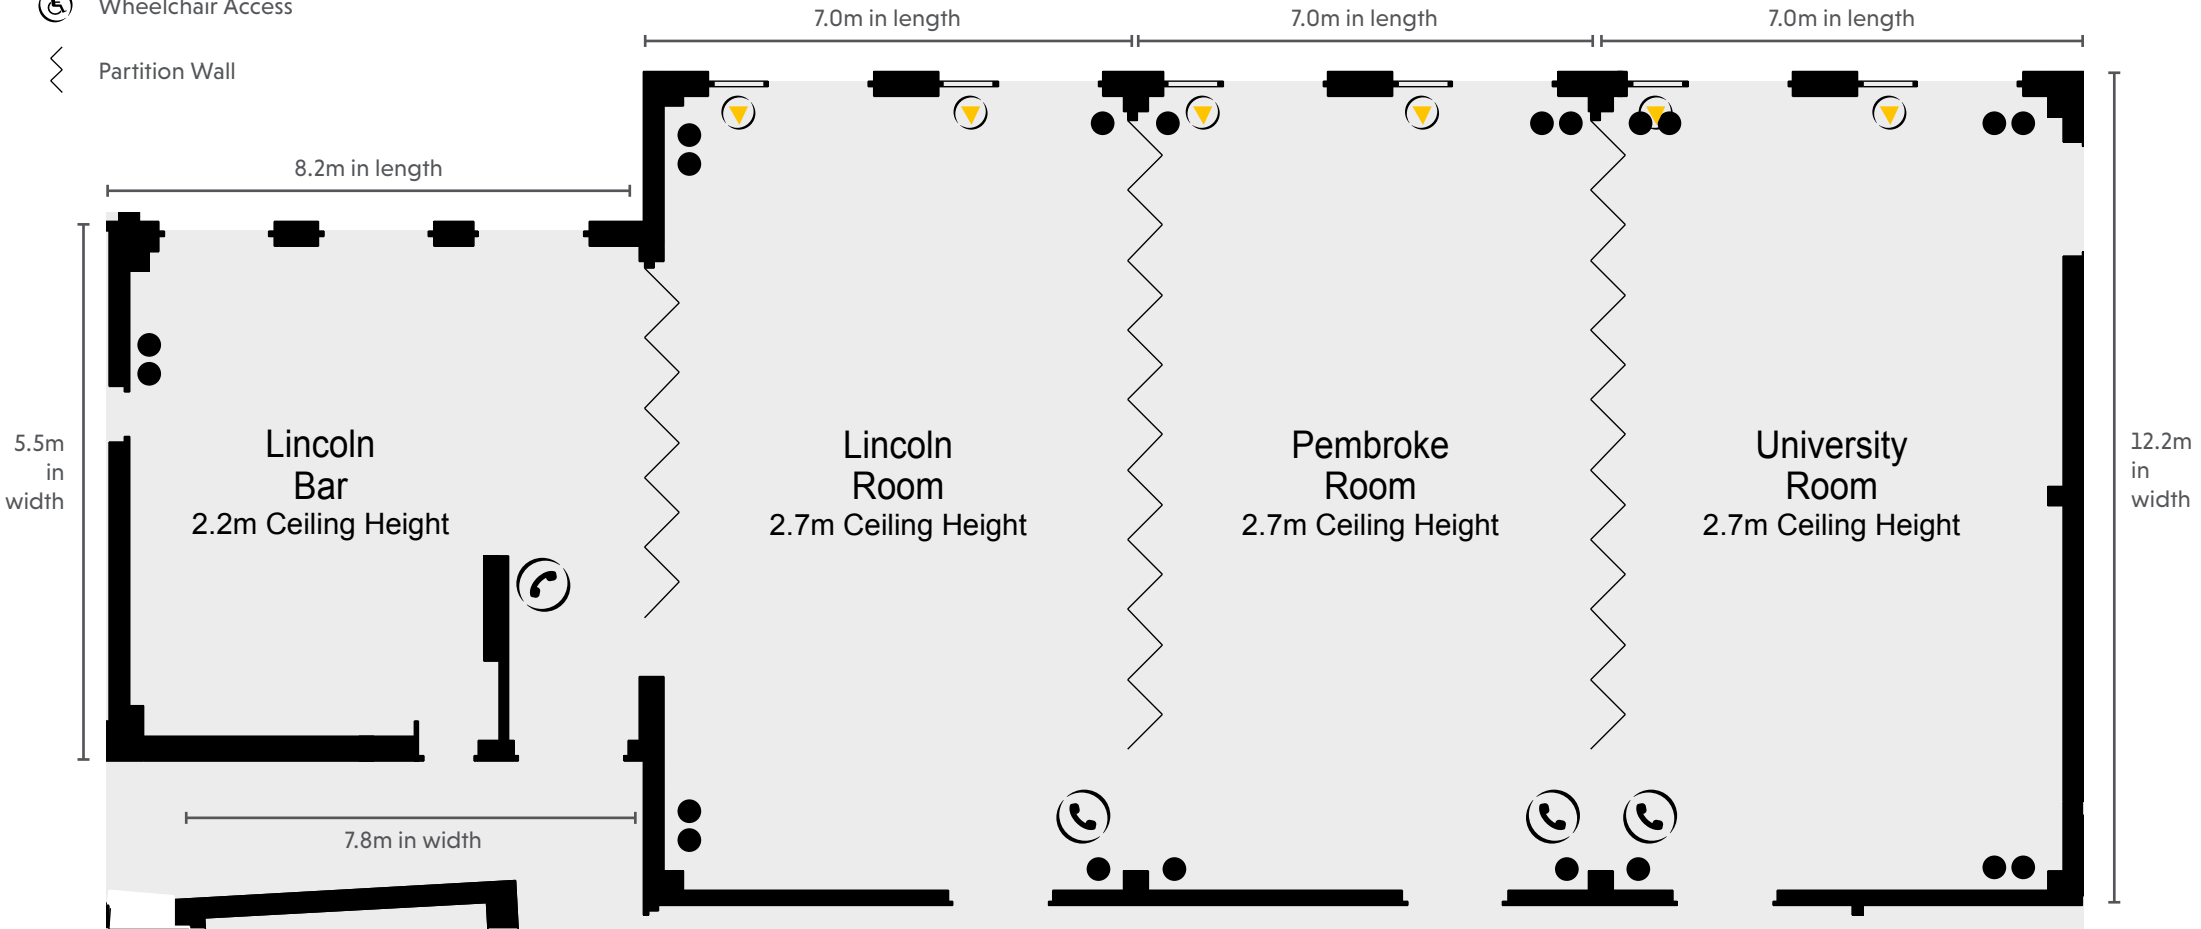 Wheelchair Access
Partition Wall
7.0m in length
7.0m in length
7.0m in length
8.2m in length
5.5m
in
width
Lincoln
Bar
2.2m Ceiling Height
Lincoln
Room
2.7m Ceiling Height
Pembroke
Room
2.7m Ceiling Height
University
Room
2.7m Ceiling Height
12.2m
in
width
7.8m in width